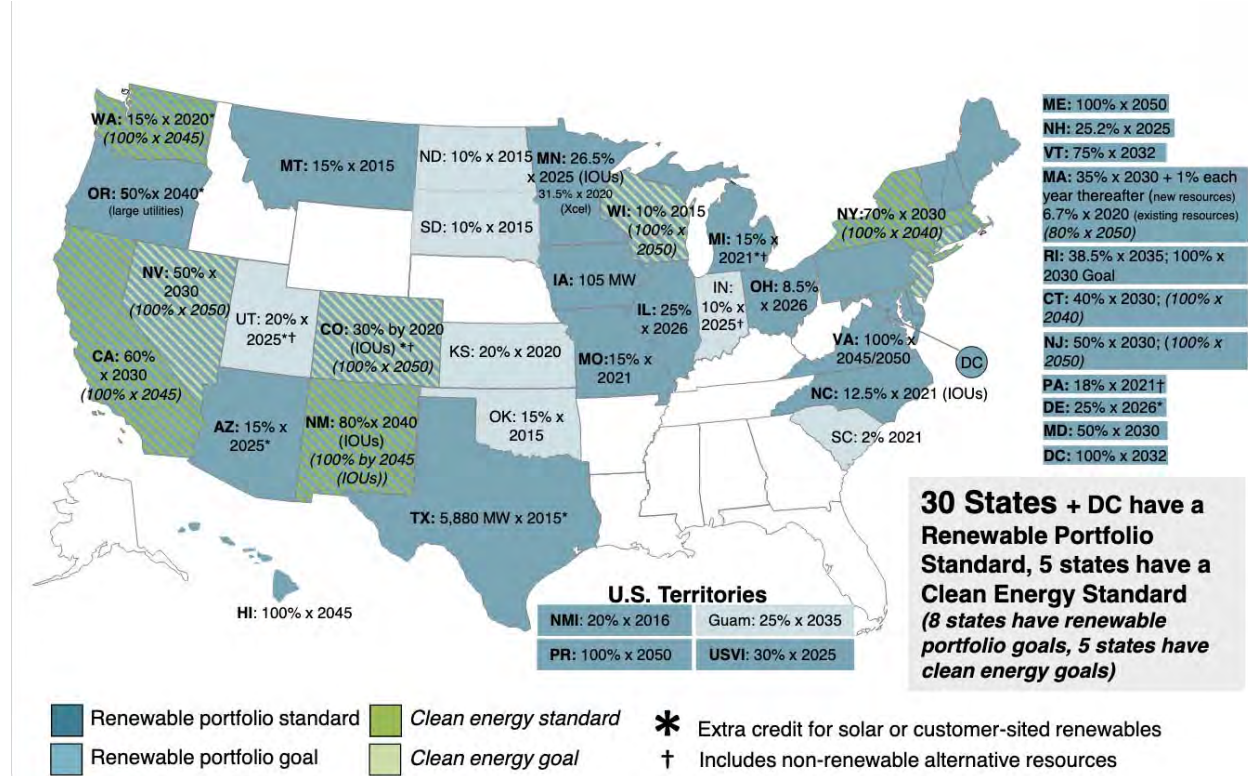 WA: 15% x 2020*
(100% x 2045)
OR: 50%x 2040*
(large utilities)
MT: 15% x 2015
ND: 10% x 2015
SD: 10% x 2015
MN: 26.5%
x 2025 (IOUs)
31.5% x 2020
(Xcel)
WI: 10% 2015
(100% x
2050)
MI: 15% x
2021*†
NY:70% x 2030
(100% x 2040)
NV: 50% x
2030
(100% x 2050)
UT: 20% x
2025*†
CO: 30% by 2020
(IOUs) *†
(100% x 2050)
CA: 60%
x 2030
(100% x 2045)
IA: 105 MW
IL: 25%
x 2026
IN:
10% x
2025†
OH: 8.5%
x 2026
KS: 20% x 2020
MO:15% x
2021
VA: 100% x
2045/2050
DC
NC: 12.5% x 2021 (IOUs)
AZ: 15% x
2025*
NM: 80%x 2040
(IOUs)
(100% by 2045
(IOUs))
OK: 15% x
2015
SC: 2% 2021
TX: 5,880 MW x 2015*
HI: 100% x 2045
ME: 100% x 2050
NH: 25.2% x 2025
VT: 75% x 2032
MA: 35% x 2030 + 1% each
year thereafter (new resources)
6.7% x 2020 (existing resources)
(80% x 2050)
RI: 38.5% x 2035; 100% x
2030 Goal
CT: 40% x 2030; (100% x
2040)
NJ: 50% x 2030; (100% x
2050)
PA: 18% x 2021†
DE: 25% x 2026*
MD: 50% x 2030
DC: 100% x 2032
30 States + DC have a
Renewable Portfolio
Standard, 5 states have a
Clean Energy Standard
(8 states have renewable
portfolio goals, 5 states have
clean energy goals)
U.S. Territories
NMI: 20% x 2016
Guam: 25% x 2035
PR: 100% x 2050
USVI: 30% x 2025
Renewable portfolio standard
Clean energy standard
* Extra credit for solar or customer-sited renewables
Renewable portfolio goal
Clean energy goal
† Includes non-renewable alternative resources